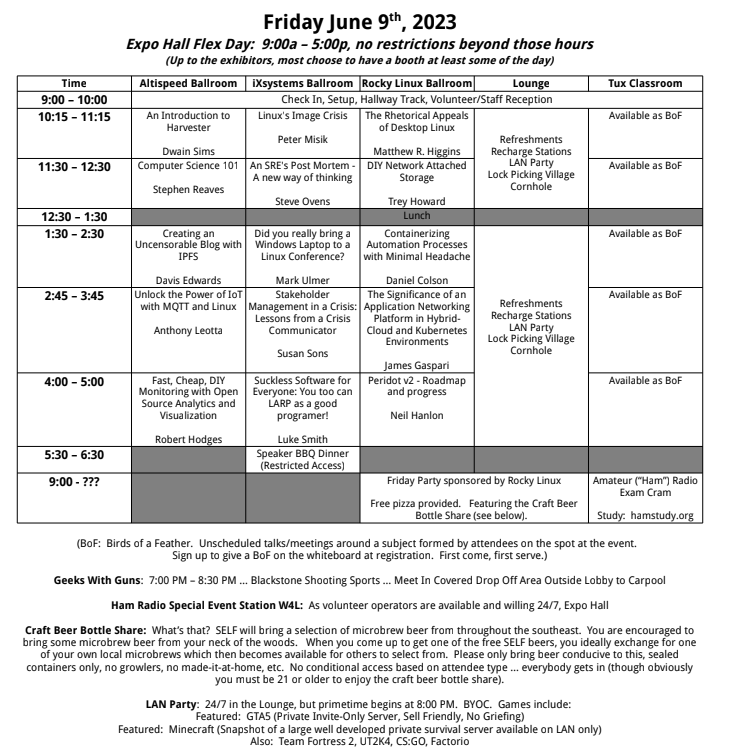 Friday June 9th, 2023
Expo Hall Flex Day: 9:00a – 5:00p, no restrictions beyond those hours
(Up to the exhibitors, most choose to have a booth at least some of the day)
Time
Altispeed Ballroom
iXsystems Ballroom
Rocky Linux Ballroom
Lounge
Tux Classroom
9:00 – 10:00
Check In, Setup, Hallway Track, Volunteer/Staff Reception
10:15 – 11:15
An Introduction to
Harvester
Dwain Sims
Linux's Image Crisis
Peter Misik
The Rhetorical Appeals
of Desktop Linux
Matthew R. Higgins
Refreshments
Recharge Stations
LAN Party
Lock Picking Village
Cornhole
Available as BoF
11:30 – 12:30
Computer Science 101
Stephen Reaves
An SRE's Post Mortem -
A new way of thinking
Steve Ovens
DIY Network Attached
Storage
Trey Howard
Available as BoF
12:30 – 1:30
Lunch
1:30 – 2:30
Creating an
Uncensorable Blog with
IPFS
Davis Edwards
Did you really bring a
Windows Laptop to a
Linux Conference?
Mark Ulmer
Containerizing
Automation Processes
with Minimal Headache
Daniel Colson
Refreshments
Recharge Stations
LAN Party
Lock Picking Village
Cornhole
Available as BoF
2:45 – 3:45
Unlock the Power of IoT
with MQTT and Linux
Anthony Leotta
Stakeholder
Management in a Crisis:
Lessons from a Crisis
Communicator
Susan Sons
The Significance of an
Application Networking
Platform in Hybrid-
Cloud and Kubernetes
Environments
James Gaspari
Available as BoF
4:00 – 5:00
Fast, Cheap, DIY
Monitoring with Open
Source Analytics and
Visualization
Robert Hodges
Suckless Software for
Everyone: You too can
LARP as a good
programer!
Luke Smith
Peridot v2 - Roadmap
and progress
Neil Hanlon
Available as BoF
5:30 – 6:30
Speaker BBQ Dinner
(Restricted Access)
9:00 - ???
Friday Party sponsored by Rocky Linux
Free pizza provided. Featuring the Craft Beer
Bottle Share (see below).
Amateur (“Ham”) Radio
Exam Cram
Study: hamstudy.org
(BoF: Birds of a Feather. Unscheduled talks/meetings around a subject formed by attendees on the spot at the event.
Sign up to give a BoF on the whiteboard at registration. First come, first serve.)
Geeks With Guns: 7:00 PM – 8:30 PM ... Blackstone Shooting Sports ... Meet In Covered Drop Off Area Outside Lobby to Carpool
Ham Radio Special Event Station W4L: As volunteer operators are available and willing 24/7, Expo Hall
Craft Beer Bottle Share: What's that? SELF will bring a selection of microbrew beer from throughout the southeast. You are encouraged to
bring some microbrew beer from your neck of the woods. When you come up to get one of the free SELF beers, you ideally exchange for one
of your own local microbrews which then becomes available for others to select from. Please only bring beer conducive to this, sealed
containers only, no growlers, no made-it-at-home, etc. No conditional access based on attendee type ... everybody gets in (though obviously
you must be 21 or older to enjoy the craft beer bottle share).
LAN Party: 24/7 in the Lounge, but primetime begins at 8:00 PM. BYOC. Games include:
Featured: GTA5 (Private Invite-Only Server, Sell Friendly, No Griefing)
Featured: Minecraft (Snapshot of a large well developed private survival server available on LAN only)
Also: Team Fortress 2, UT2K4, CS:GO, Factorio